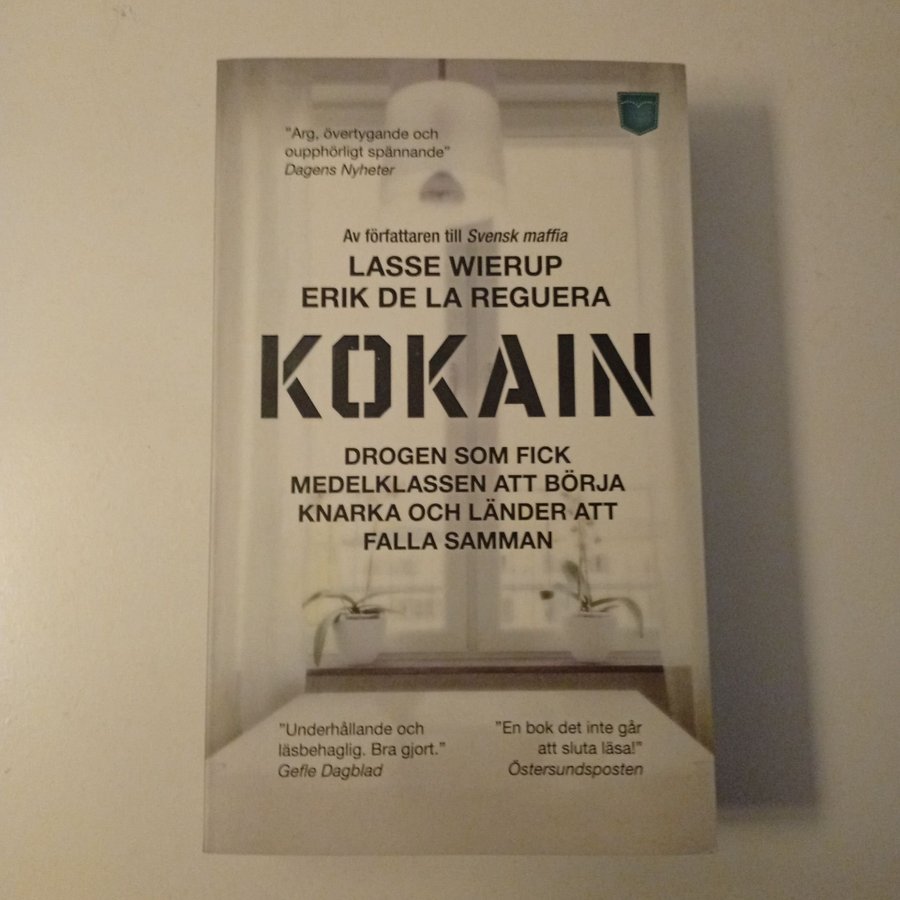 ”Arg, övertygande och
oupphörligt spännande”
Dagens Nyheter
Av författaren till Svensk maffia
LASSE WIERUP
ERIK DE LA REGUERA
KOKAIN
DROGEN SOM FICK
MEDELKLASSEN ATT BÖRJA
KNARKA OCH LÄNDER ATT
FALLA SAMMAN
”Underhållande och
läsbehaglig. Bra gjort.”
Gefle Dagblad
”En bok det inte går
att sluta läsa!”
Östersundsposten